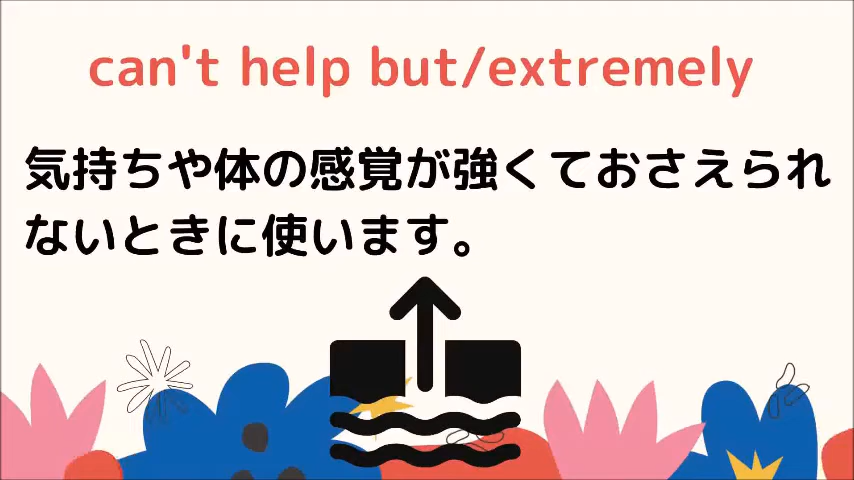 can't help but/extremely
気持ちや体の感覚が強くておさえられ
ないときに使います。